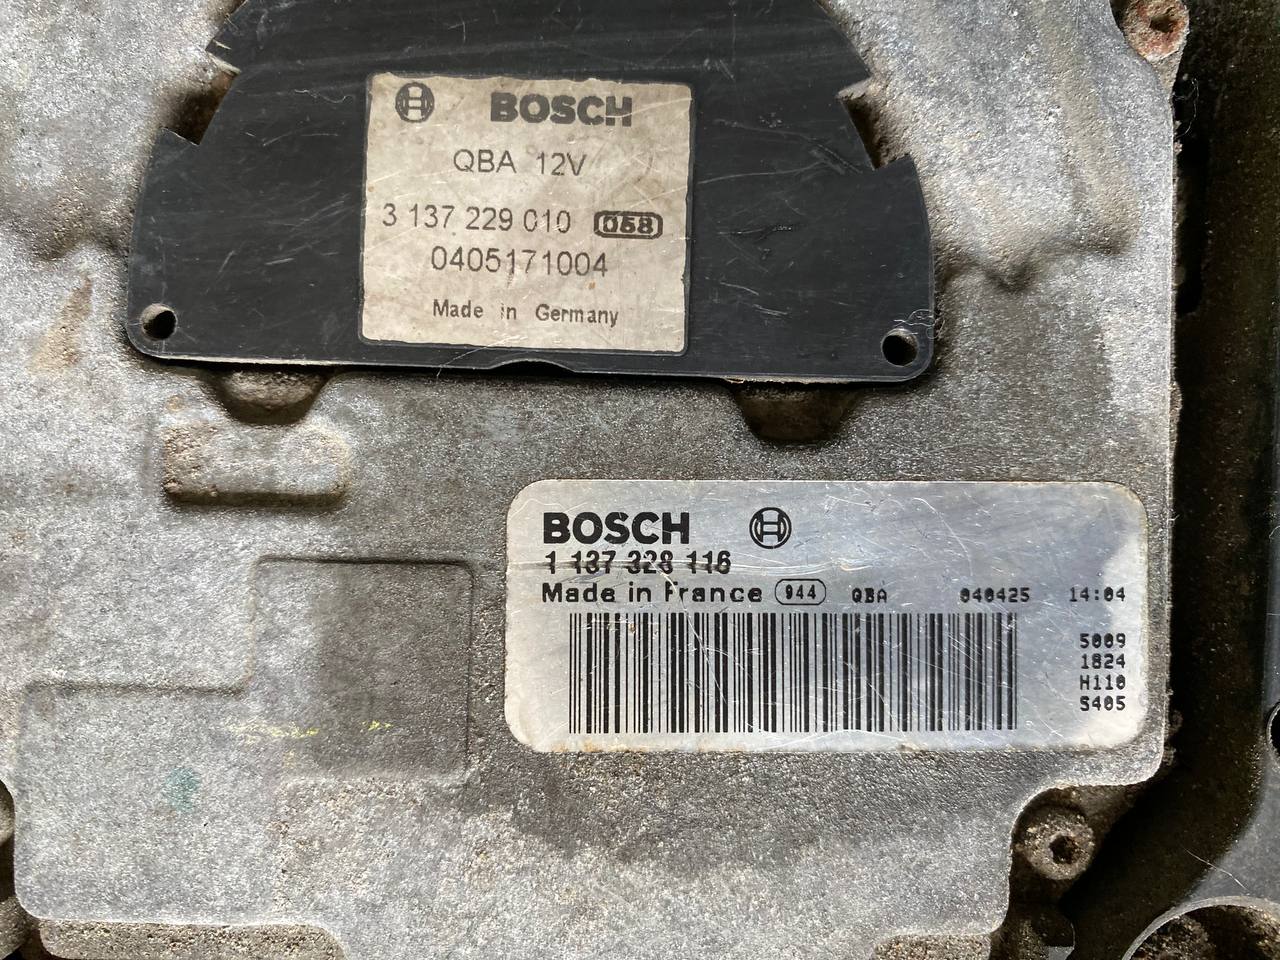 BOSCH
QBA 12V
3 137 229 010 058
0405171004
Made in Germany
BOSCH
1 137 328 116
Made in France 944 QBA 040425 14:04
5009
1824
H110
S405